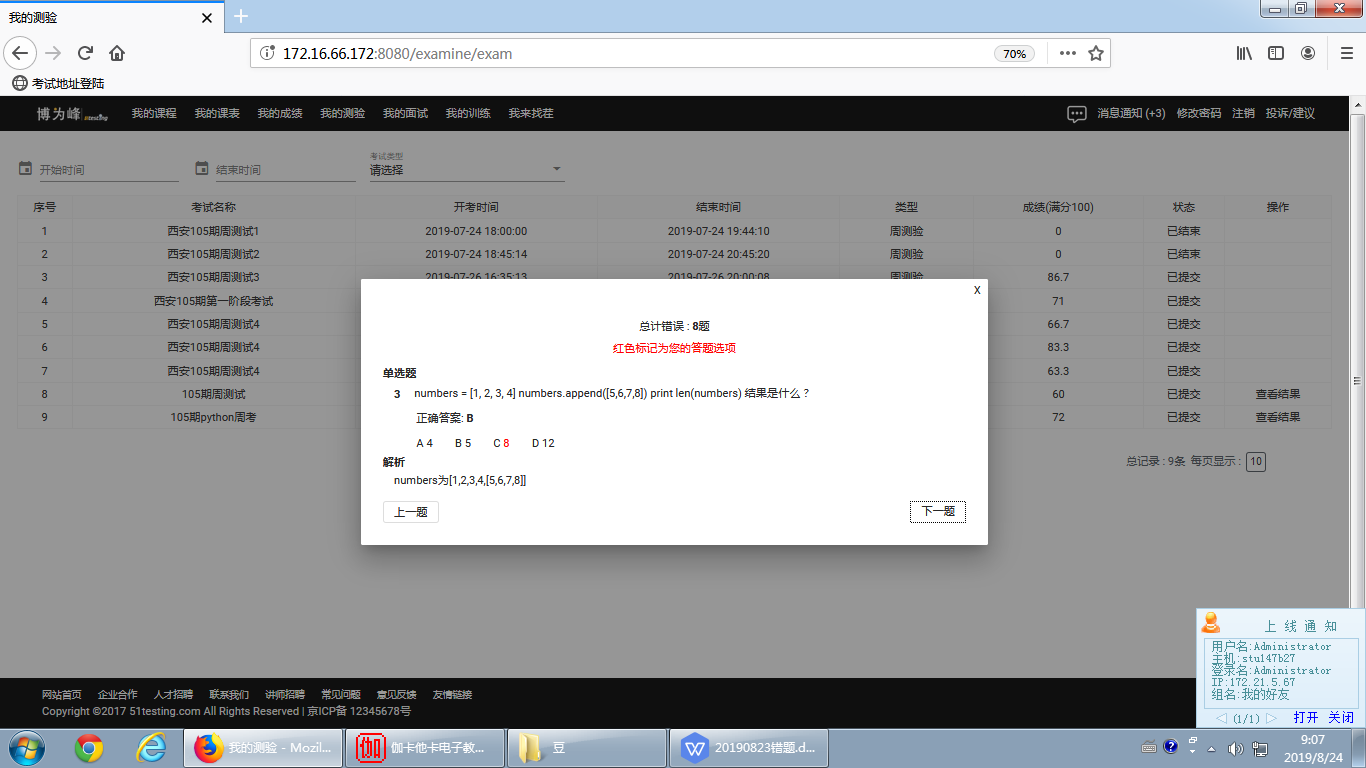 我的测验
172.16.66.172:8080/examine/exam
70%
考试地址登陆
博为峰 51testing 我的课程 我的课表 我的成绩 我的测验 我的面试 我的训练 我来找茬 消息通知 (+3) 修改密码 注销 投诉/建议
开始时间 结束时间 考试类型
请选择
序号 考试名称 开考时间 结束时间 类型 成绩(满分100) 状态 操作
1 西安105期周测试1 2019-07-24 18:00:00 2019-07-24 19:44:10 周测验 0 已结束
2 西安105期周测试2 2019-07-24 18:45:14 2019-07-24 20:45:20 周测验 0 已结束
3 西安105期周测试3 2019-07-26 16:35:13 2019-07-26 20:00:08 周测验 86.7 已提交
4 西安105期第一阶段考试 71 已提交
5 西安105期周测试4 66.7 已提交
6 西安105期周测试4 83.3 已提交
7 西安105期周测试4 63.3 已提交
8 105期周测试 60 已提交 查看结果
9 105期python周考 72 已提交 查看结果
总记录 : 9条 每页显示 : 10
X
总计错误 : 8题
红色标记为您的答题选项
单选题
3 numbers = [1, 2, 3, 4] numbers.append([5,6,7,8]) print len(numbers) 结果是什么？
正确答案: B
A 4 B 5 C 8 D 12
解析
numbers为[1,2,3,4,[5,6,7,8]]
上一题 下一题
上 线 通 知
用户名:Administrator
主机:stu147b27
登录名:Administrator
IP:172.21.5.67
组名:我的好友
(1/1) 打开 关闭
网站首页 企业合作 人才招聘 联系我们 讲师招聘 常见问题 意见反馈 友情链接
Copyright ©2017 51testing.com All Rights Reserved | 京ICP备 12345678号
我的测验 - Mozil...
伽 伽卡他卡电子教...
豆
20190823错题.d...
9:07
2019/8/24